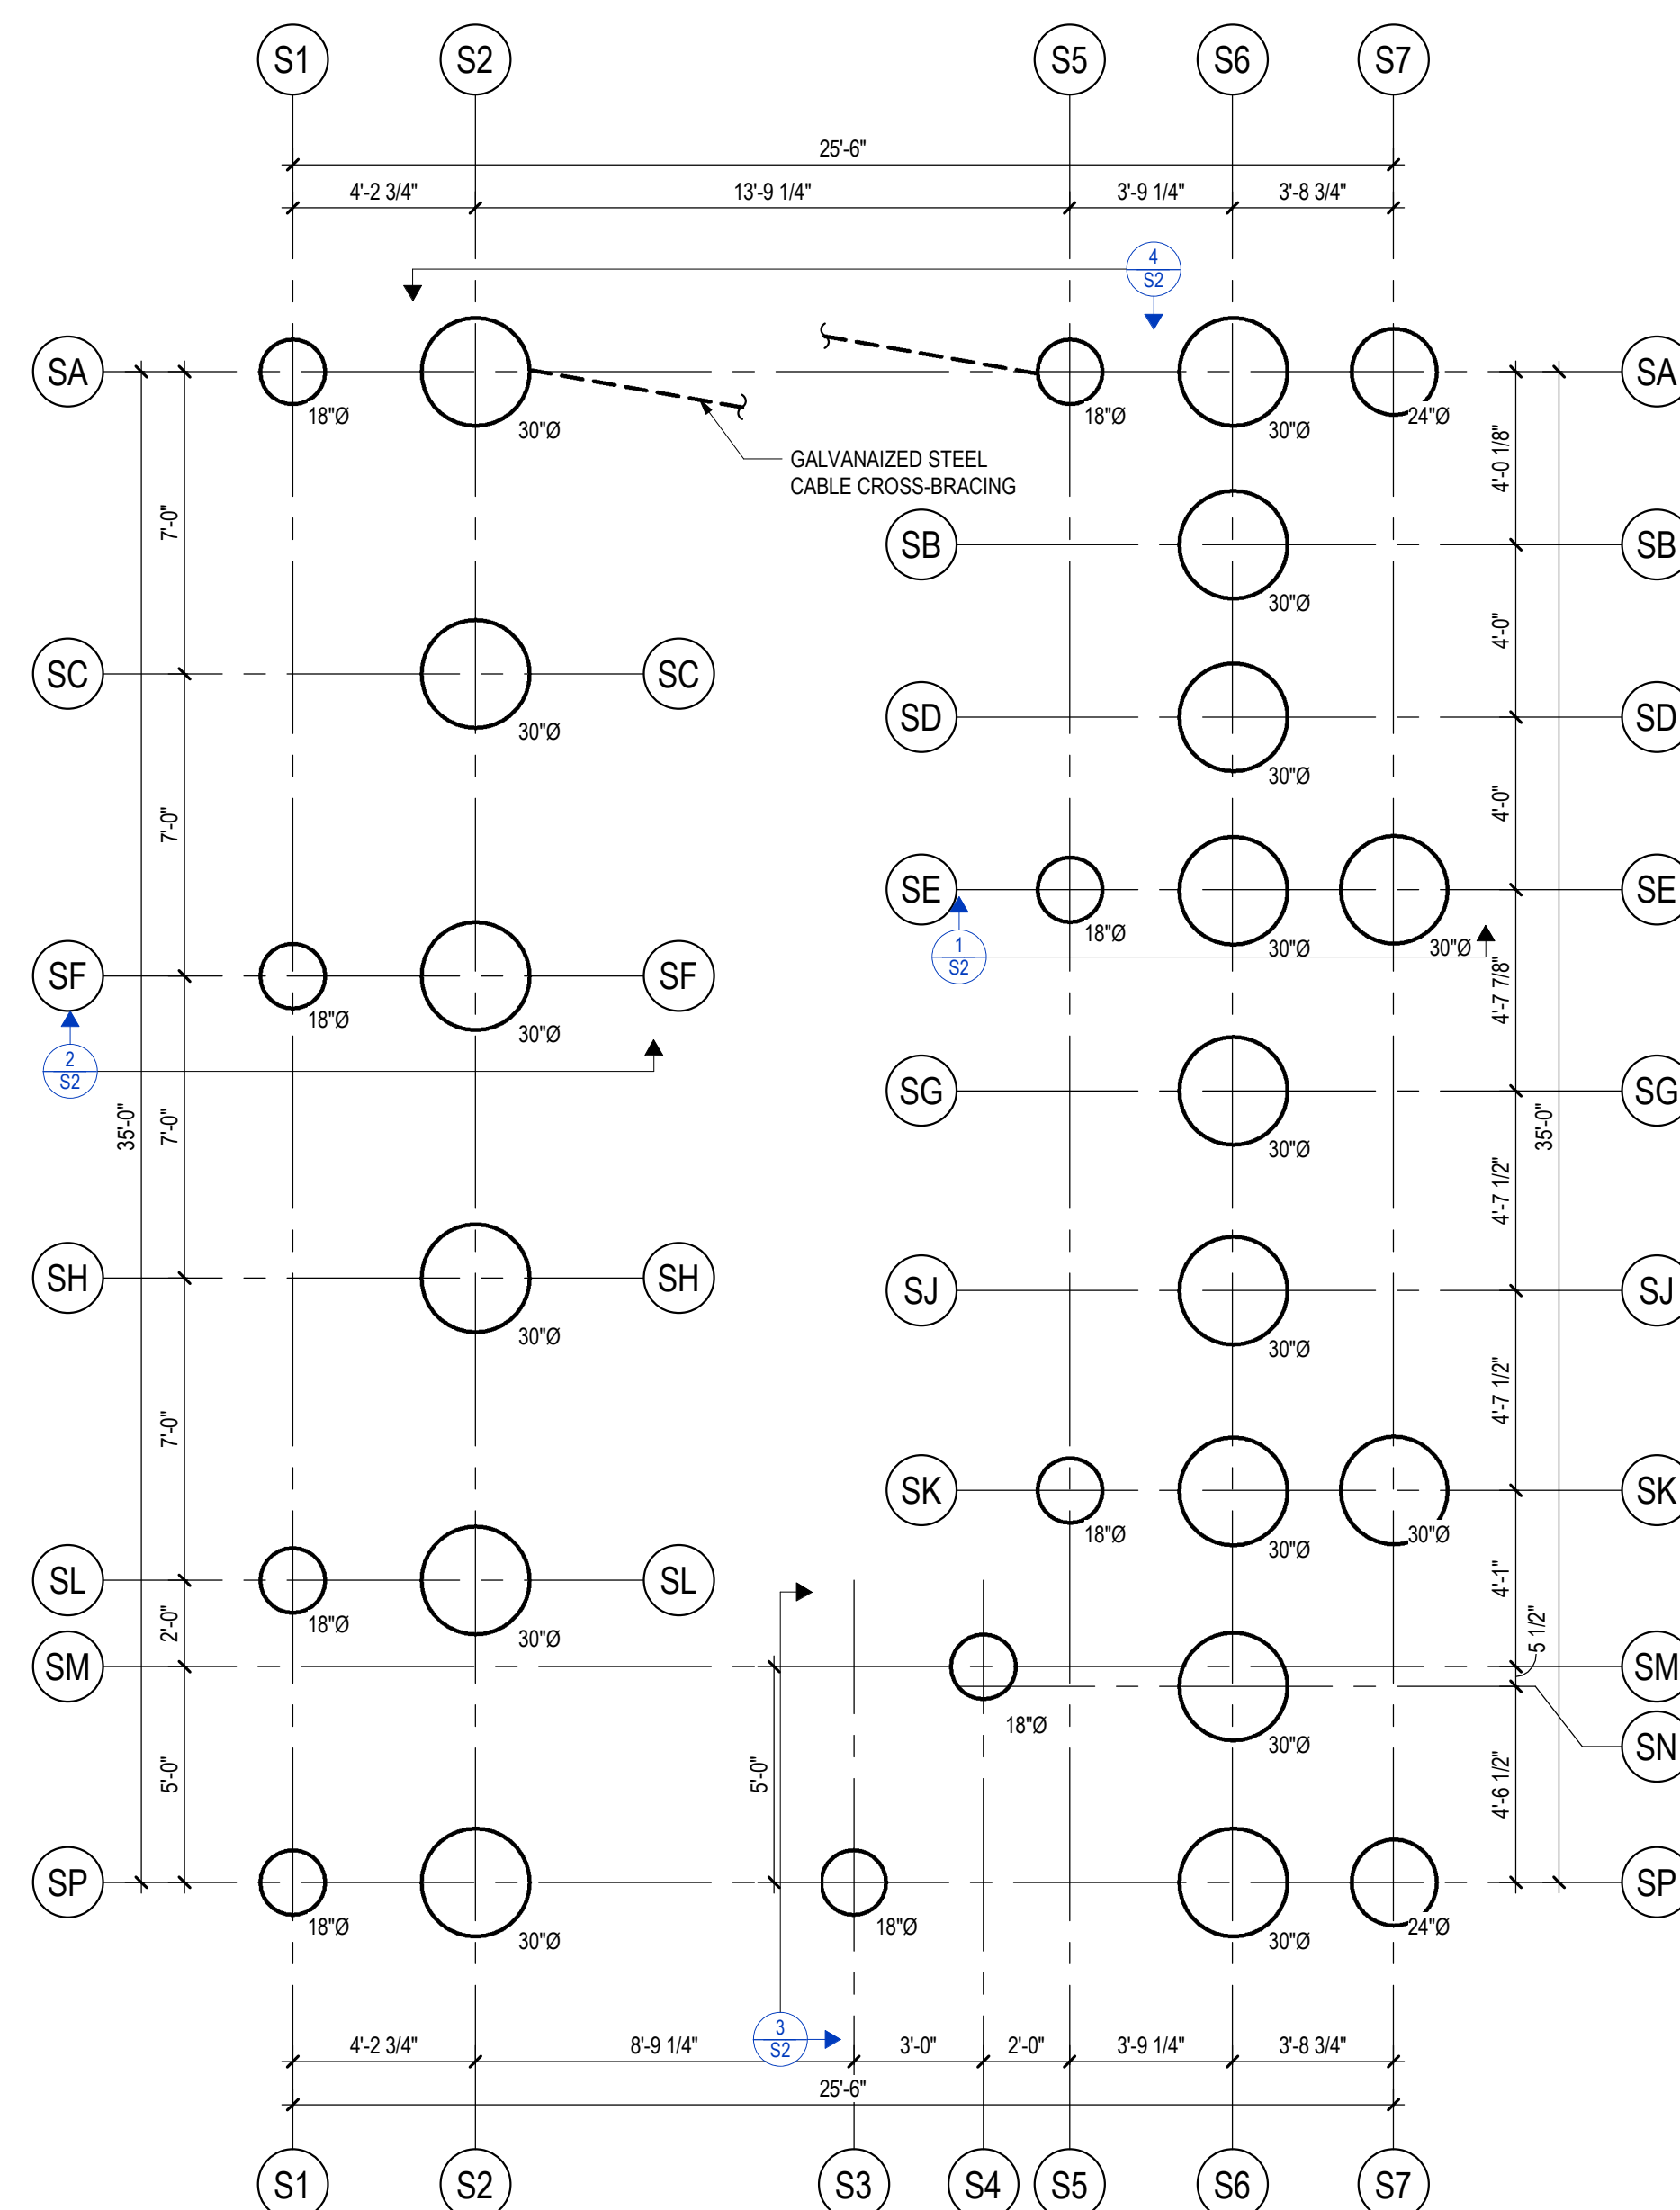 S1 S2 S5 S6 S7
25'-6"
4'-2 3/4" 13'-9 1/4" 3'-9 1/4" 3'-8 3/4"
4
S2
SA SA
18"Ø 30"Ø 18"Ø 30"Ø 24"Ø
GALVANAIZED STEEL
CABLE CROSS-BRACING
4'-0 1/8"
7'-0"
SB SB
30"Ø
4'-0"
SC SC
SD SD
30"Ø
30"Ø
7'-0" 4'-0"
SE SE
18"Ø 30"Ø 30"Ø
1
S2
SF SF
18"Ø 30"Ø
4'-7 7/8"
2
S2
SG SG
35'-0" 7'-0" 35'-0"
30"Ø
4'-7 1/2"
SH SH
SJ SJ
30"Ø
30"Ø
7'-0" 4'-7 1/2"
SK SK
18"Ø 30"Ø 30"Ø
SL SL
4'-1"
18"Ø 30"Ø
2'-0" 5 1/2"
SM SM
18"Ø 30"Ø
SN
5'-0" 5'-0" 4'-6 1/2"
SP SP
18"Ø 30"Ø 18"Ø 30"Ø 24"Ø
3
S2
4'-2 3/4" 8'-9 1/4" 3'-0" 2'-0" 3'-9 1/4" 3'-8 3/4"
25'-6"
S1 S2 S3 S4 S5 S6 S7